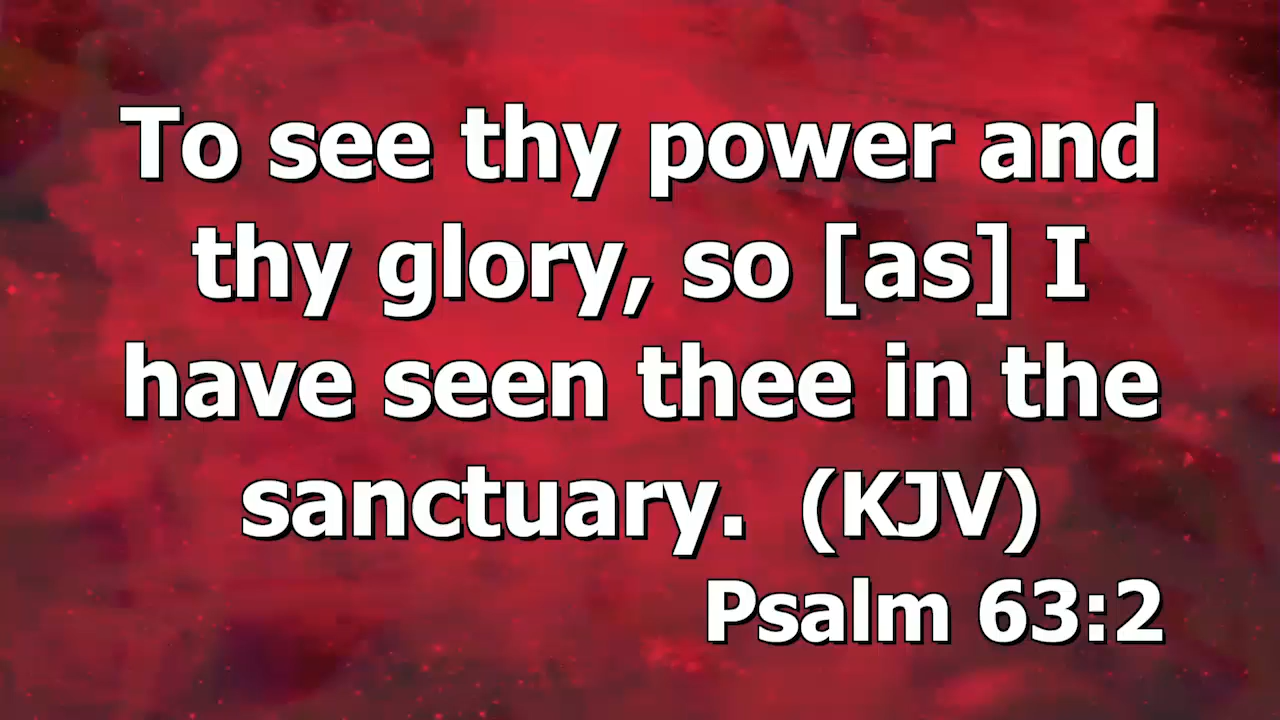 To see thy power and
thy glory, so [as] I
have seen thee in the
sanctuary. (KJV)
Psalm 63:2